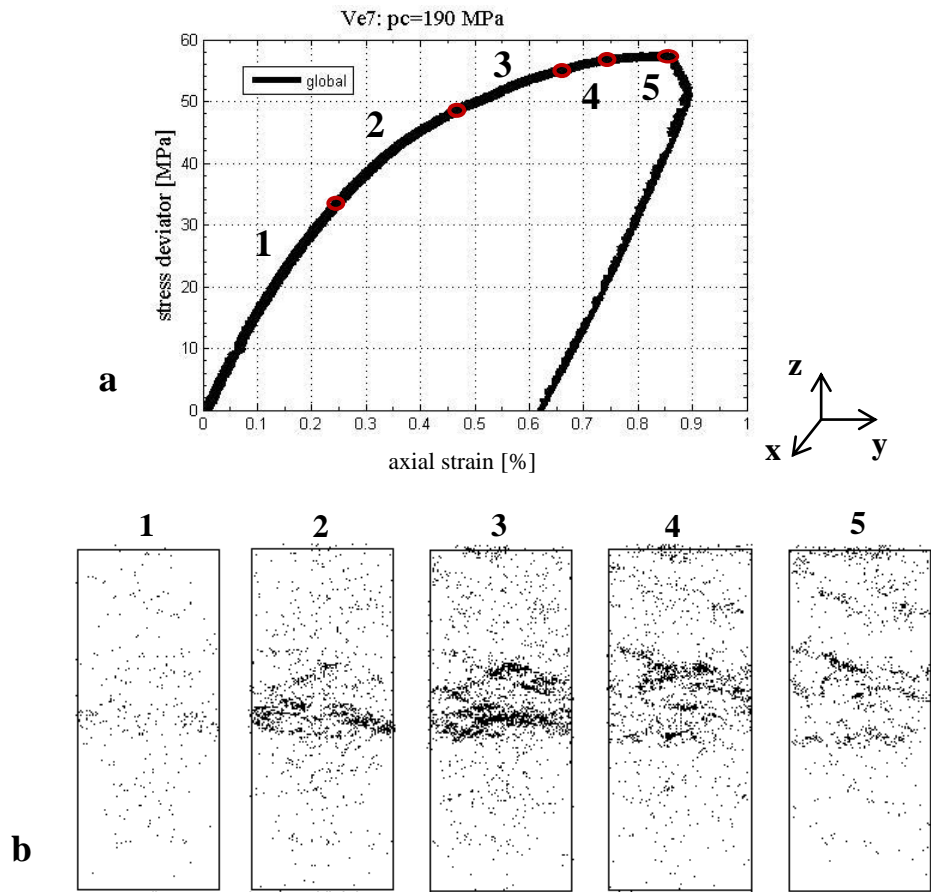 Ve7: pc=190 MPa
60
50
40
30
20
10
0
stress deviator [MPa]
global
1
2
3
4
5
0 0.1 0.2 0.3 0.4 0.5 0.6 0.7 0.8 0.9 1
axial strain [%]
a
z
x
y
1 2 3 4 5
b